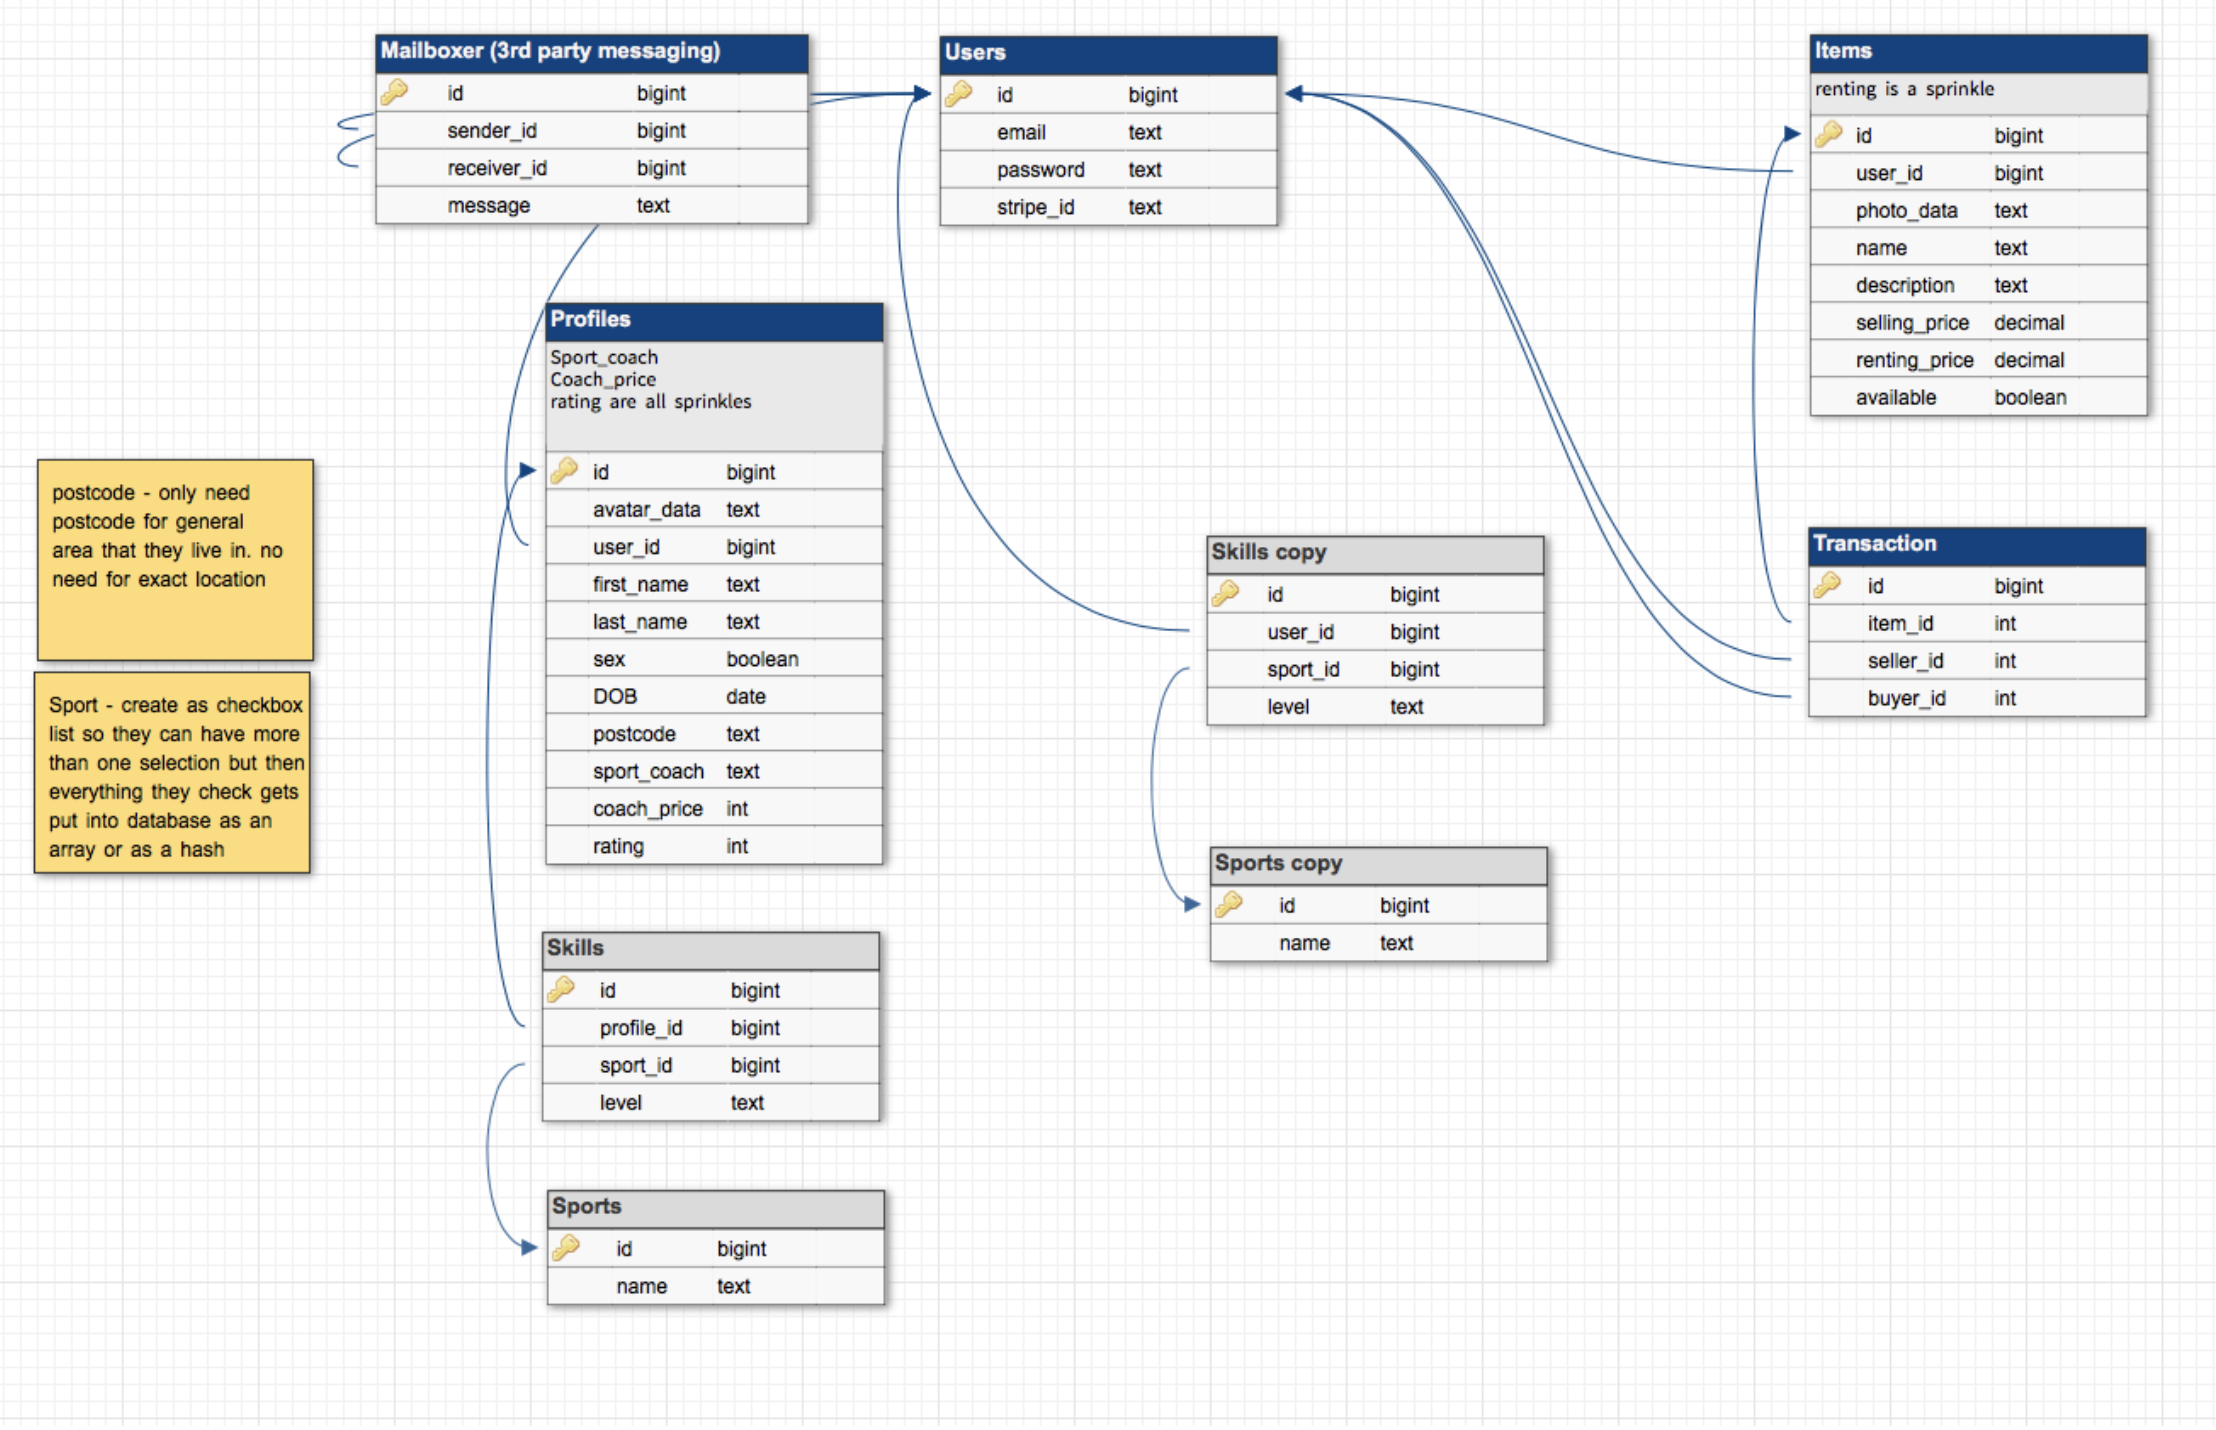 Mailboxer (3rd party messaging)
id bigint
sender_id bigint
receiver_id bigint
message text
Users
id bigint
email text
password text
stripe_id text
Items
renting is a sprinkle
id bigint
user_id bigint
photo_data text
name text
description text
selling_price decimal
renting_price decimal
available boolean
Profiles
Sport_coach
Coach_price
rating are all sprinkles
id bigint
avatar_data text
user_id bigint
first_name text
last_name text
sex boolean
DOB date
postcode text
sport_coach text
coach_price int
rating int
postcode - only need
postcode for general
area that they live in. no
need for exact location
Sport - create as checkbox
list so they can have more
than one selection but then
everything they check gets
put into database as an
array or as a hash
Skills copy
id bigint
user_id bigint
sport_id bigint
level text
Transaction
id bigint
item_id int
seller_id int
buyer_id int
Sports copy
id bigint
name text
Skills
id bigint
profile_id bigint
sport_id bigint
level text
Sports
id bigint
name text